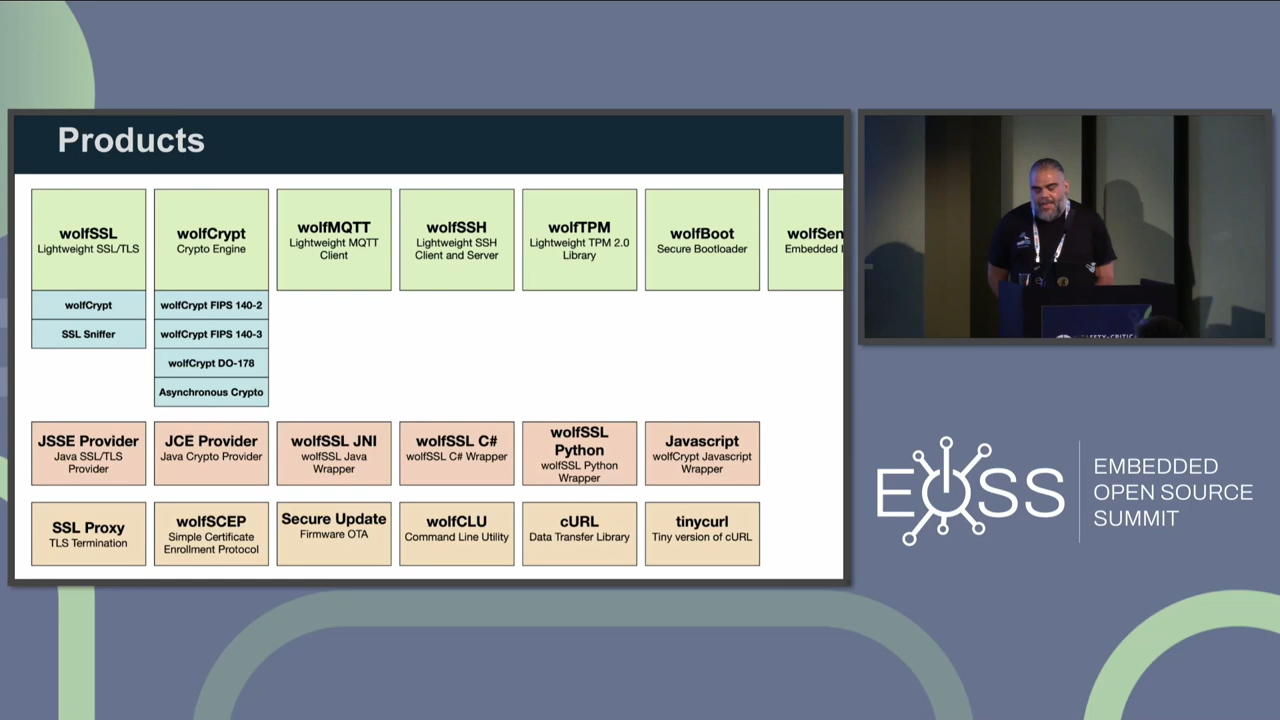 Products
wolfSSL
Lightweight SSL/TLS
wolfCrypt
Crypto Engine
wolfMQTT
Lightweight MQTT
Client
wolfSSH
Lightweight SSH
Client and Server
wolfTPM
Lightweight TPM 2.0
Library
wolfBoot
Secure Bootloader
wolfSen
Embedded
wolfCrypt
SSL Sniffer
wolfCrypt FIPS 140-2
wolfCrypt FIPS 140-3
wolfCrypt DO-178
Asynchronous Crypto
JSSE Provider
Java SSL/TLS
Provider
JCE Provider
Java Crypto Provider
wolfSSL JNI
wolfSSL Java
Wrapper
wolfSSL C#
wolfSSL C# Wrapper
wolfSSL
Python
wolfSSL Python
Wrapper
Javascript
wolfCrypt Javascript
Wrapper
SSL Proxy
TLS Termination
wolfSCEP
Simple Certificate
Enrollment Protocol
Secure Update
Firmware OTA
wolfCLU
Command Line Utility
cURL
Data Transfer Library
tinycurl
Tiny version of cURL
EOSS
EMBEDDED
OPEN SOURCE
SUMMIT